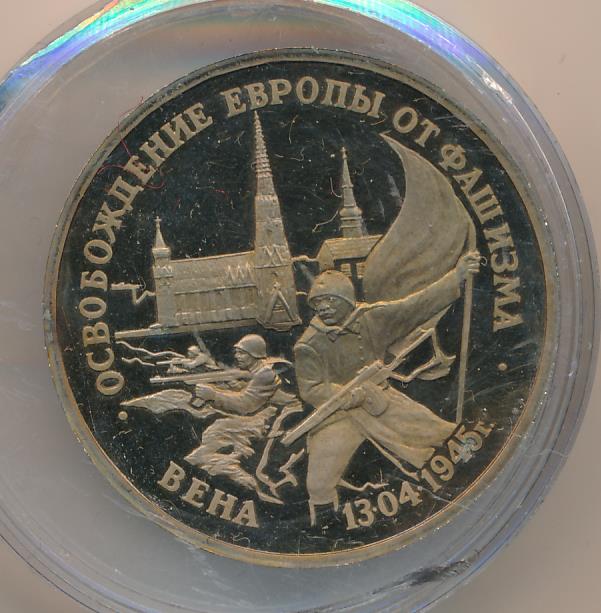 · ОСВОБОЖДЕНИЕ ЕВРОПЫ ОТ ФАШИЗМА ·
ВЕНА
13·04·1945г.